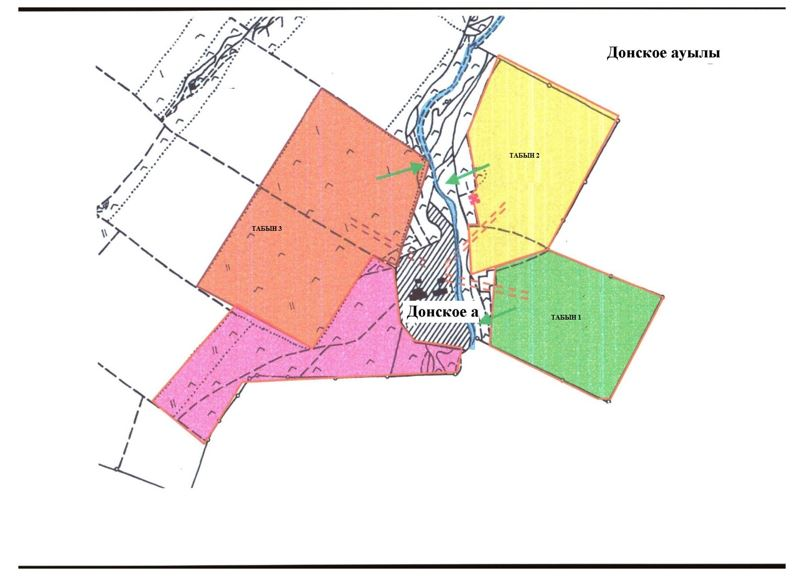 Донское ауылы
ТАБЫН 2
ТАБЫН 3
Донское а
ТАБЫН 1